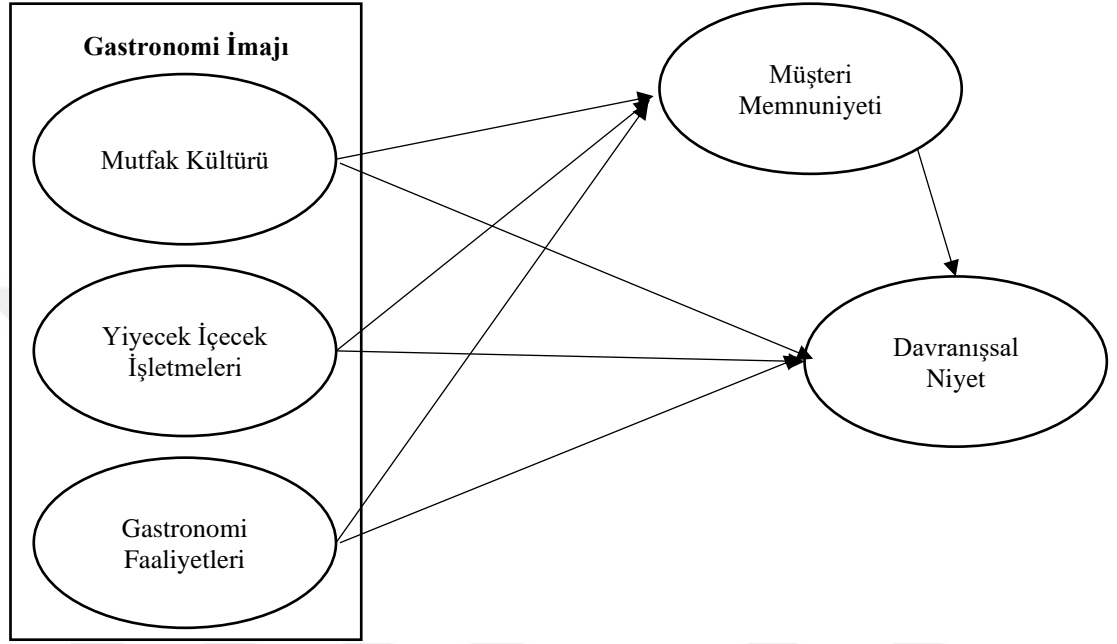 Gastronomi İmajı
Mutfak Kültürü
Yiyecek İçecek
İşletmeleri
Gastronomi
Faaliyetleri
Müşteri
Memnuniyeti
Davranışsal
Niyet